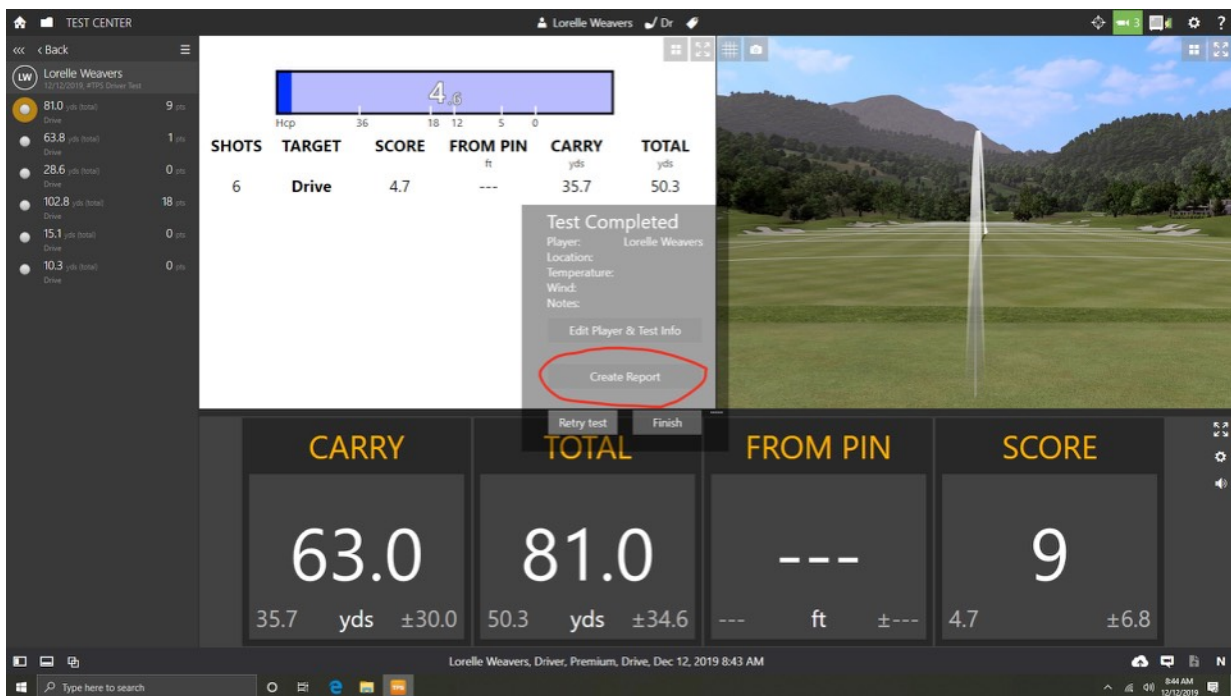 TEST CENTER
Lorelle Weavers Dr
3
?
< Back
LW
Lorelle Weavers
12/12/2019, #TPS Driver Test
81.0 yds (total) 9 pts
Drive
63.8 yds (total) 1 pts
Drive
28.6 yds (total) 0 pts
Drive
102.8 yds (total) 18 pts
Drive
15.1 yds (total) 0 pts
Drive
10.3 yds (total) 0 pts
Drive
4.6
Hcp 36 18 12 5 0
SHOTS TARGET SCORE FROM PIN CARRY TOTAL
ft yds yds
6 Drive 4.7 --- 35.7 50.3
Test Completed
Player: Lorelle Weavers
Location:
Temperature:
Wind:
Notes:
Edit Player & Test Info
Create Report
Retry test Finish
CARRY TOTAL FROM PIN SCORE
63.0 81.0 --- 9
35.7 yds ±30.0 50.3 yds ±34.6 --- ft ±--- 4.7 ±6.8
Lorelle Weavers, Driver, Premium, Drive, Dec 12, 2019 8:43 AM
N
Type here to search
TPS
8:44 AM
12/12/2019